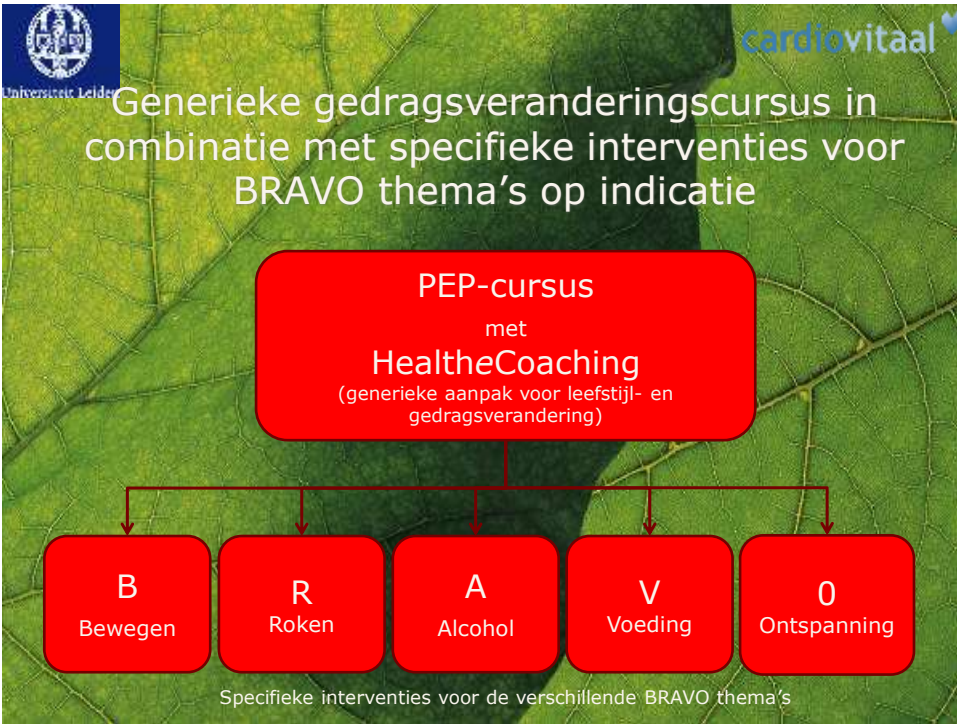 Universiteit Leiden
cardiovitaal
Generieke gedragsveranderingscursus in
combinatie met specifieke interventies voor
BRAVO thema's op indicatie
PEP-cursus
met
HealtheCoaching
(generieke aanpak voor leefstijl- en
gedragsverandering)
B
Bewegen
R
Roken
A
Alcohol
V
Voeding
0
Ontspanning
Specifieke interventies voor de verschillende BRAVO thema's